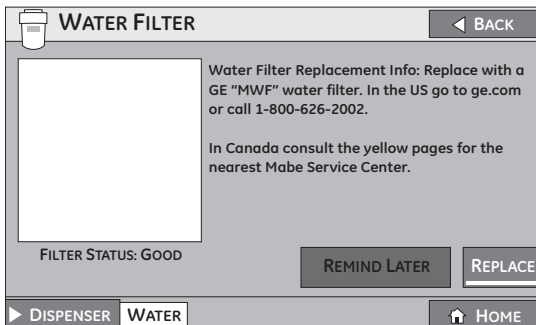 WATER FILTER
BACK
Water Filter Replacement Info: Replace with a
GE “MWF” water filter. In the US go to ge.com
or call 1-800-626-2002.
In Canada consult the yellow pages for the
nearest Mabe Service Center.
FILTER STATUS: GOOD
REMIND LATER
REPLACE
DISPENSER
WATER
HOME